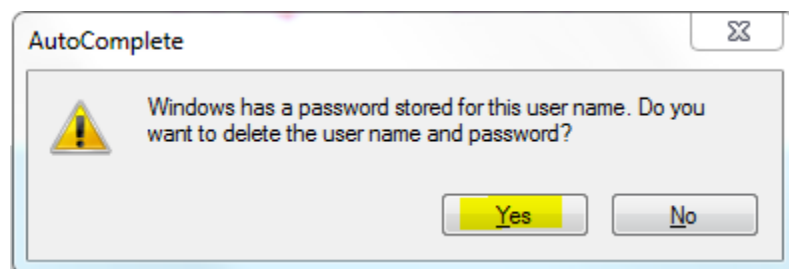 AutoComplete
Windows has a password stored for this user name. Do you
want to delete the user name and password?
Yes
No